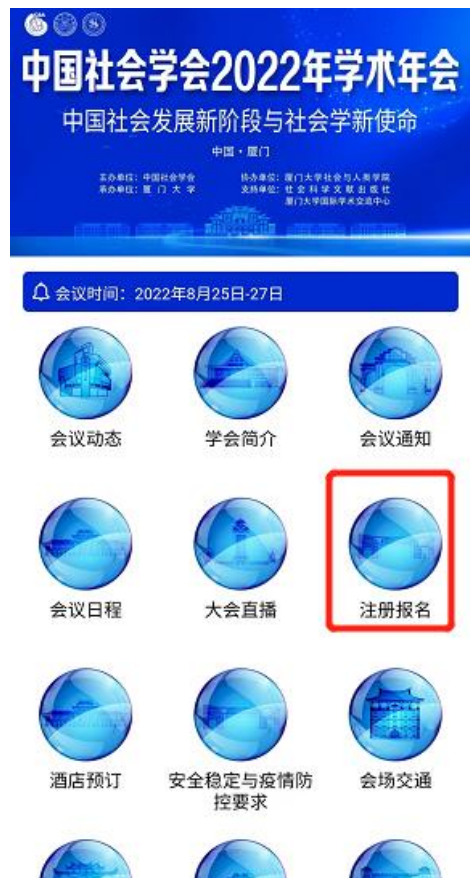 中国社会学会2022年学术年会
中国社会发展新阶段与社会学新使命
中国·厦门
主办单位：中国社会学会 协办单位：厦门大学社会与人类学院
承办单位：厦门大学 支持单位：社会科学文献出版社
厦门大学国际学术交流中心
会议时间：2022年8月25日-27日
会议动态 学会简介 会议通知
会议日程 大会直播 注册报名
酒店预订 安全稳定与疫情防 会场交通
控要求